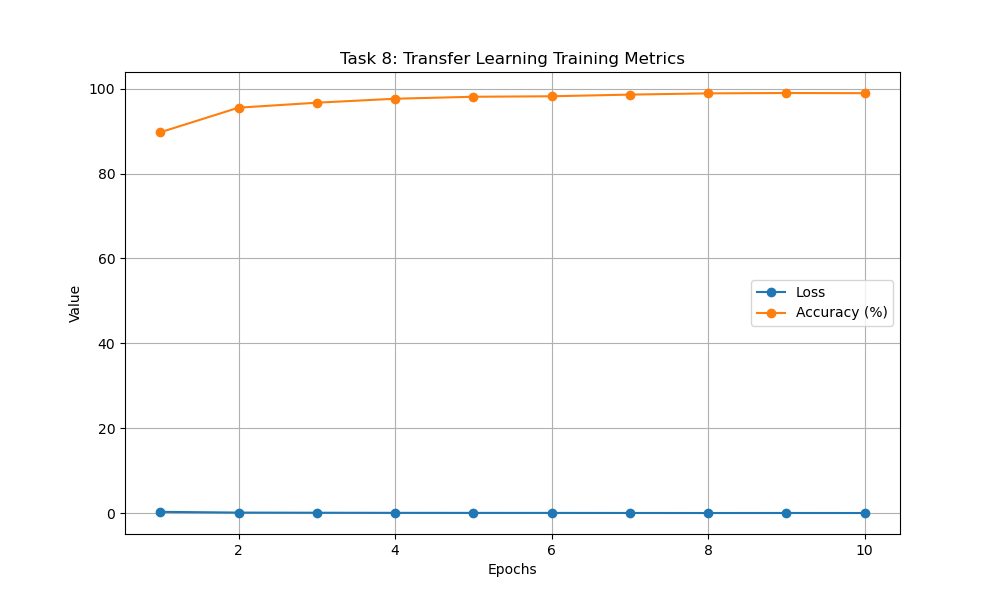 Task 8: Transfer Learning Training Metrics
100
80
60
40
20
0
Value
Loss
Accuracy (%)
2
4
6
8
10
Epochs